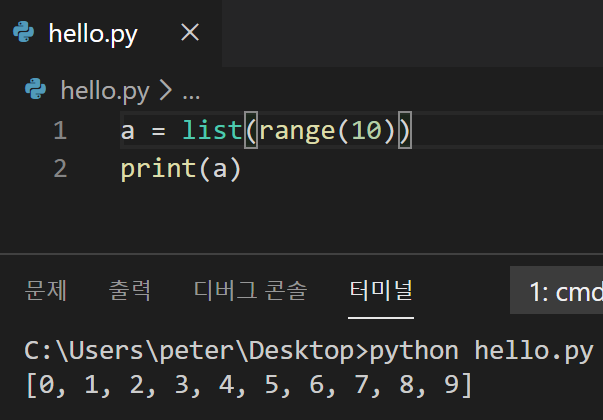 hello.py
hello.py > ...
1 a = list(range(10))
2 print(a)
문제 출력 디버그 콘솔 터미널 1: cmd
C:\Users\peter\Desktop>python hello.py
[0, 1, 2, 3, 4, 5, 6, 7, 8, 9]